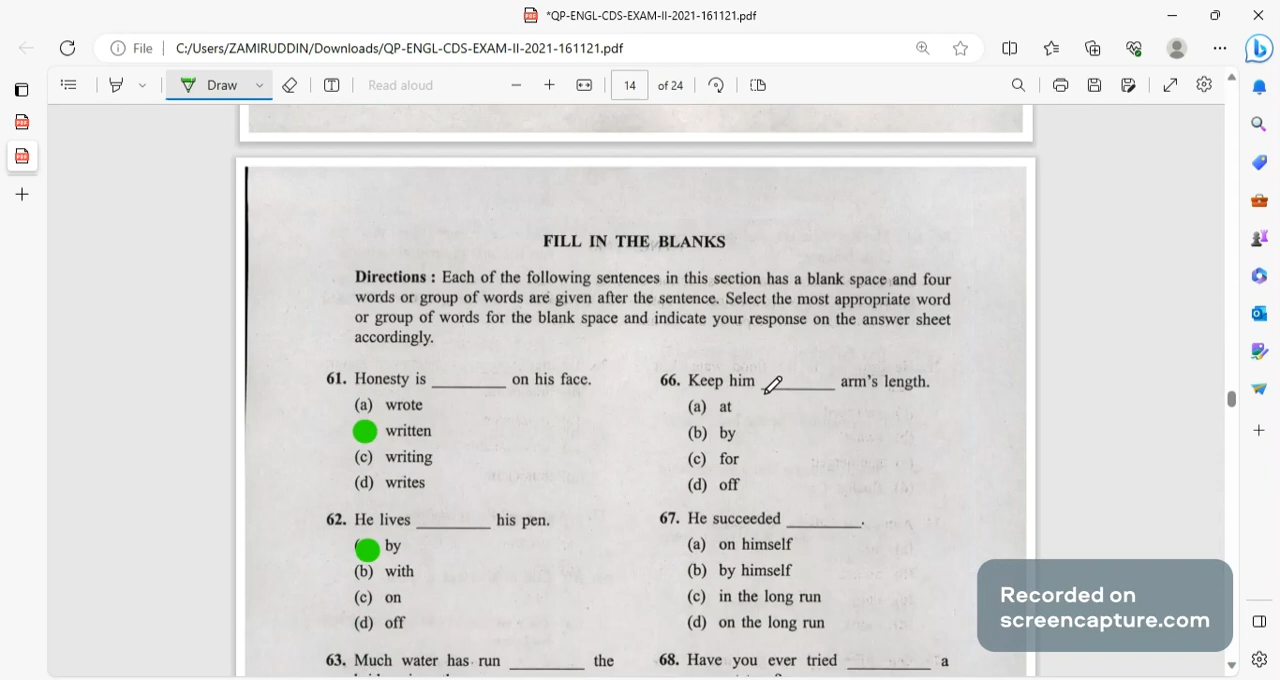 *QP-ENGL-CDS-EXAM-II-2021-161121.pdf
File
C:/Users/ZAMIRUDDIN/Downloads/QP-ENGL-CDS-EXAM-II-2021-161121.pdf
Draw
Read aloud
14 of 24
FILL IN THE BLANKS
Directions : Each of the following sentences in this section has a blank space and four
words or group of words are given after the sentence. Select the most appropriate word
or group of words for the blank space and indicate your response on the answer sheet
accordingly.
61. Honesty is ________ on his face.
(a) wrote
written
(c) writing
(d) writes
62. He lives ________ his pen.
by
(b) with
(c) on
(d) off
63. Much water has run ________ the
66. Keep him ________ arm's length.
(a) at
(b) by
(c) for
(d) off
67. He succeeded ________.
(a) on himself
(b) by himself
(c) in the long run
(d) on the long run
68. Have you ever tried ________ a
Recorded on
screencapture.com